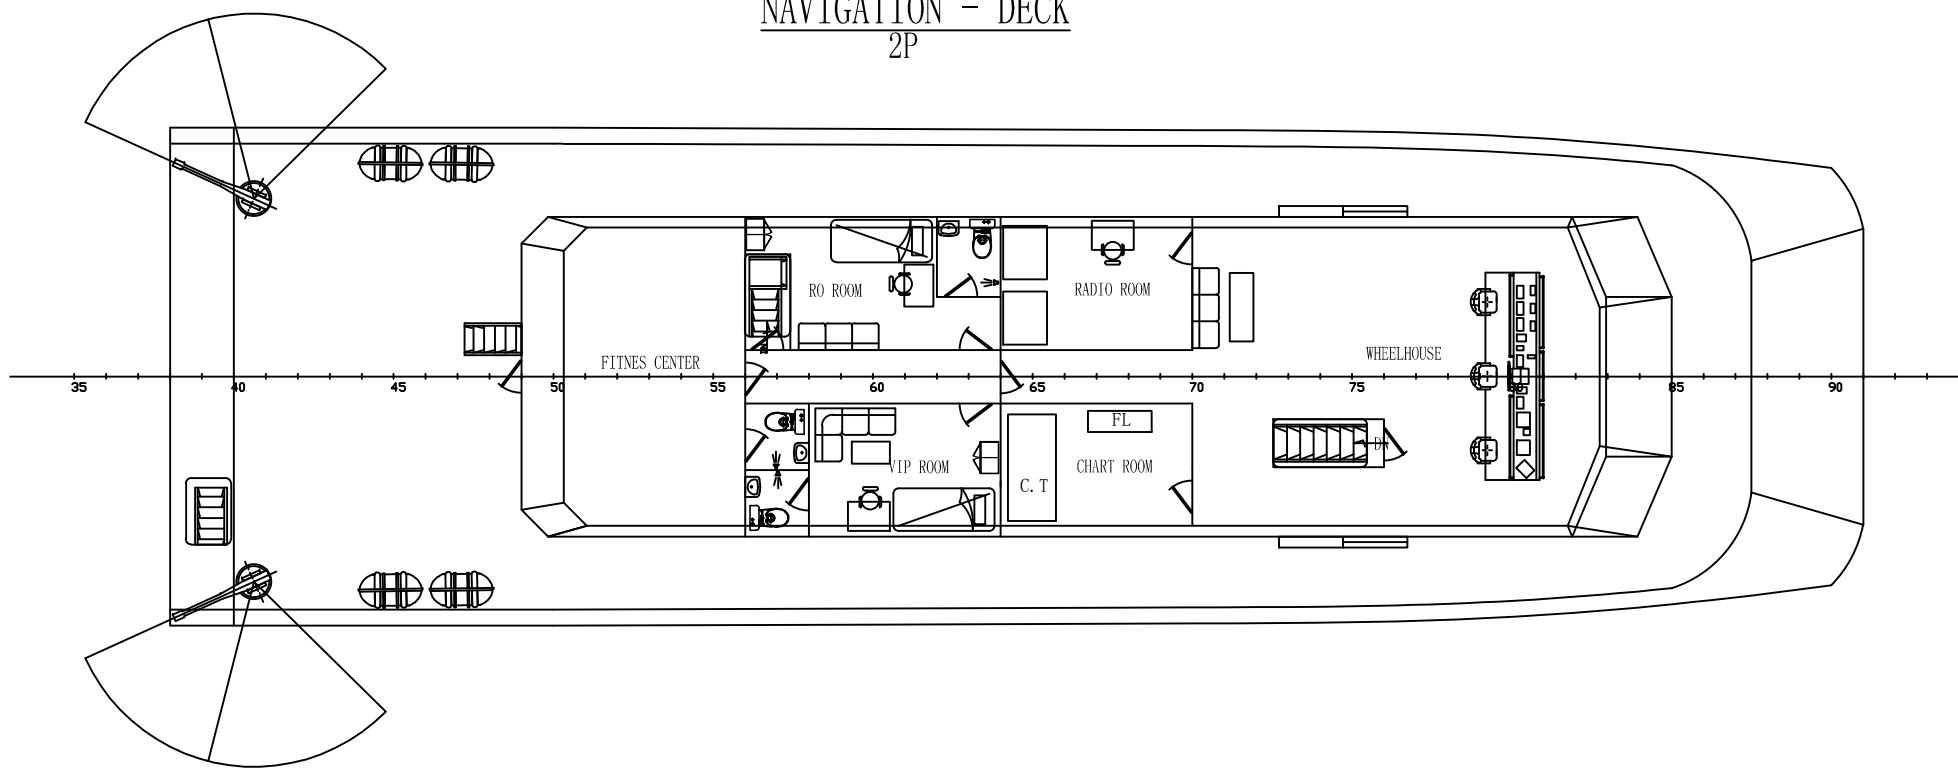 NAVIGATION - DECK
2P
RO ROOM
RADIO ROOM
FITNES CENTER
WHEELHOUSE
35
40
45
50
55
60
65
70
75
80
85
90
FL
DN
VIP ROOM
CHART ROOM
C.T